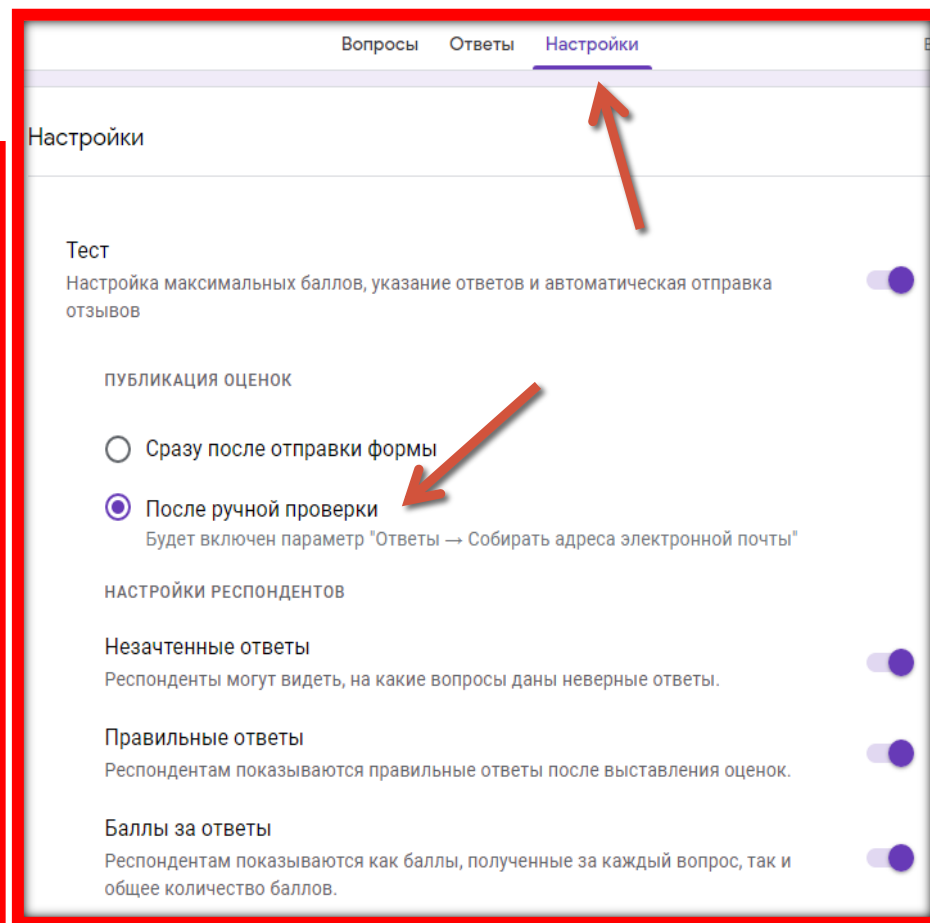 Вопросы Ответы Настройки
Настройки
Тест
Настройка максимальных баллов, указание ответов и автоматическая отправка
отзывов
ПУБЛИКАЦИЯ ОЦЕНОК
Сразу после отправки формы
После ручной проверки
Будет включен параметр "Ответы → Собирать адреса электронной почты"
НАСТРОЙКИ РЕСПОНДЕНТОВ
Незачтенные ответы
Респонденты могут видеть, на какие вопросы даны неверные ответы.
Правильные ответы
Респондентам показываются правильные ответы после выставления оценок.
Баллы за ответы
Респондентам показываются как баллы, полученные за каждый вопрос, так и
общее количество баллов.